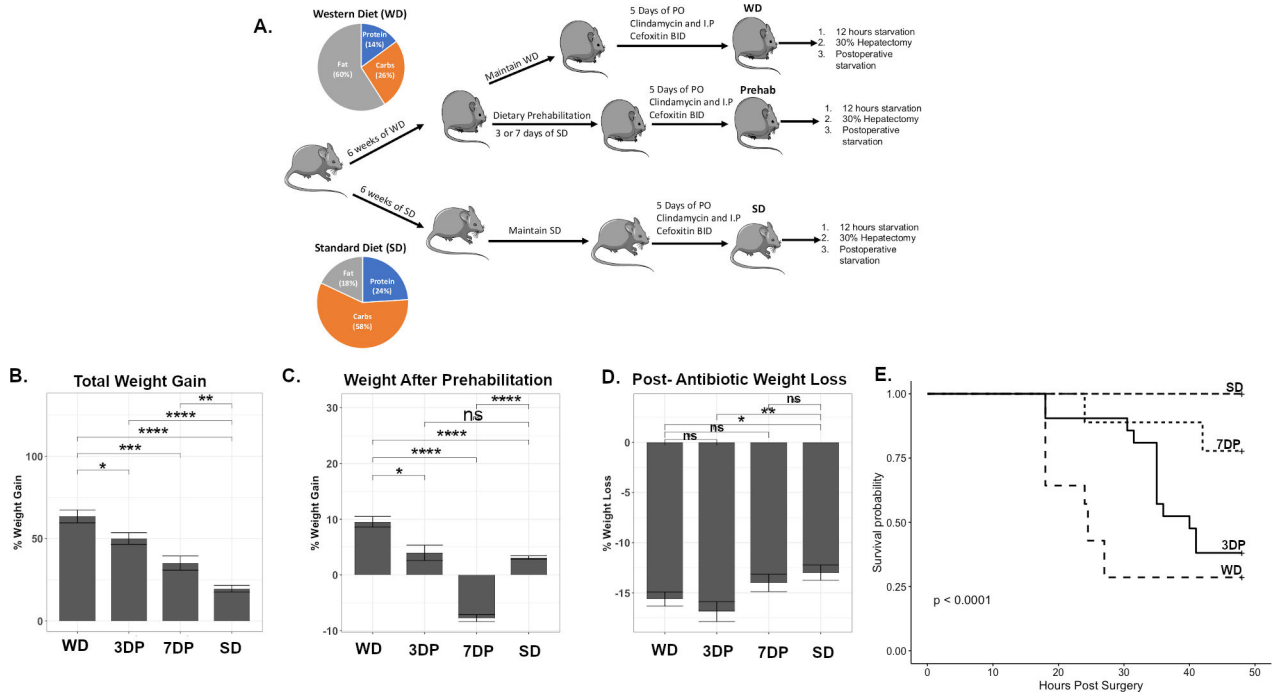 A.
Western Diet (WD)
Protein
(14%)
Fat
(60%)
Carbs
(26%)
6 weeks of WD
6 weeks of SD
Maintain WD
5 Days of PO
Clindamycin and I.P
Cefoxitin BID
WD
1. 12 hours starvation
2. 30% Hepatectomy
3. Postoperative
starvation
Dietary Prehabilitation
3 or 7 days of SD
5 Days of PO
Clindamycin and I.P
Cefoxitin BID
Prehab
1. 12 hours starvation
2. 30% Hepatectomy
3. Postoperative
starvation
Maintain SD
5 Days of PO
Clindamycin and I.P
Cefoxitin BID
SD
1. 12 hours starvation
2. 30% Hepatectomy
3. Postoperative
starvation
Standard Diet (SD)
Fat
(18%)
Protein
(24%)
Carbs
(58%)
B.
Total Weight Gain
% Weight Gain
100
50
0
**
****
****
***
*
WD 3DP 7DP SD
C.
Weight After Prehabilitation
% Weight Gain
30
20
10
0
-10
****
ns
****
****
*
WD 3DP 7DP SD
D.
Post- Antibiotic Weight Loss
% Weight Loss
0
-5
-10
-15
ns
**
*
ns
ns
WD 3DP 7DP SD
E.
Survival probability
1.00
0.75
0.50
0.25
0.00
SD
7DP
3DP
WD
p < 0.0001
0 10 20 30 40 50
Hours Post Surgery